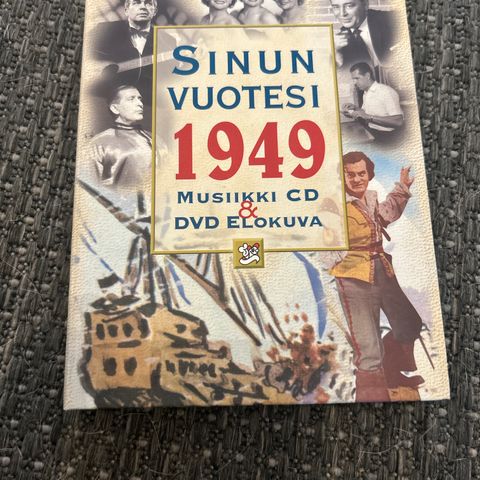 SINUN
VUOTESI
1949
MUSIIKKI CD
&
DVD ELOKUVA